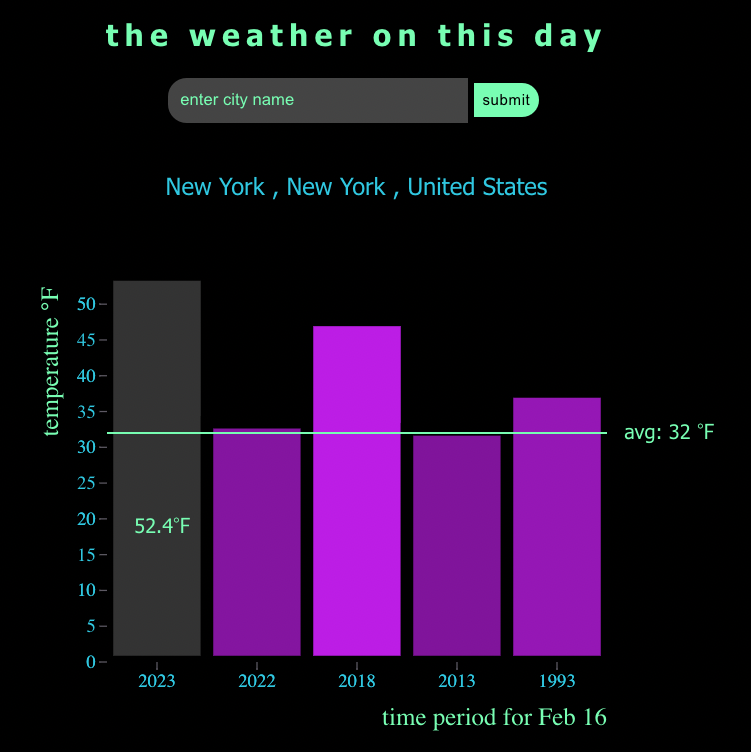 the weather on this day
enter city name
submit
New York , New York , United States
temperature °F
50
45
40
35
30
25
20
15
10
5
0
avg: 32 °F
52.4°F
2023
2022
2018
2013
1993
time period for Feb 16